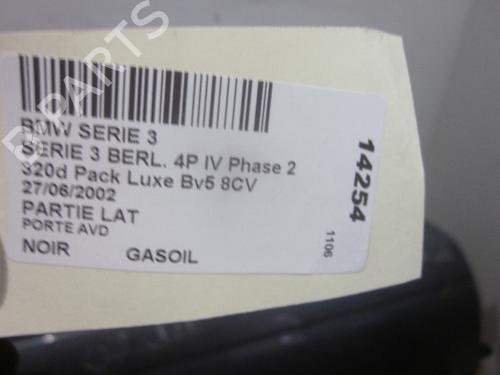 BMW SERIE 3
SERIE 3 BERL. 4P IV Phase 2
320d Pack Luxe Bv5 8CV
27/06/2002
PARTIE LAT
PORTE AVD
NOIR GASOIL
14254
1106
D PARTS